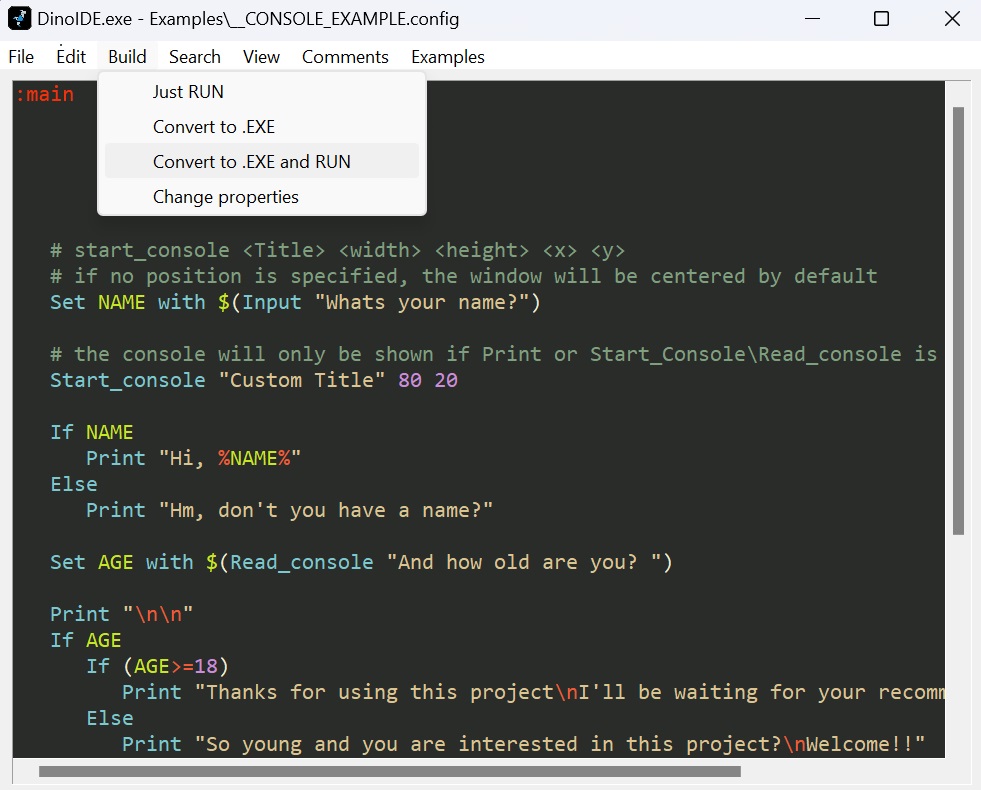 DinoIDE.exe - Examples\__CONSOLE_EXAMPLE.config
File Edit Build Search View Comments Examples
Just RUN
Convert to .EXE
Convert to .EXE and RUN
Change properties
:main
# start_console <Title> <width> <height> <x> <y>
# if no position is specified, the window will be centered by default
Set NAME with $(Input "Whats your name?")
# the console will only be shown if Print or Start_Console\Read_console is
Start_console "Custom Title" 80 20
If NAME
Print "Hi, %NAME%"
Else
Print "Hm, don't you have a name?"
Set AGE with $(Read_console "And how old are you? ")
Print "\n\n"
If AGE
If (AGE>=18)
Print "Thanks for using this project\nI'll be waiting for your recomm
Else
Print "So young and you are interested in this project?\nWelcome!!"